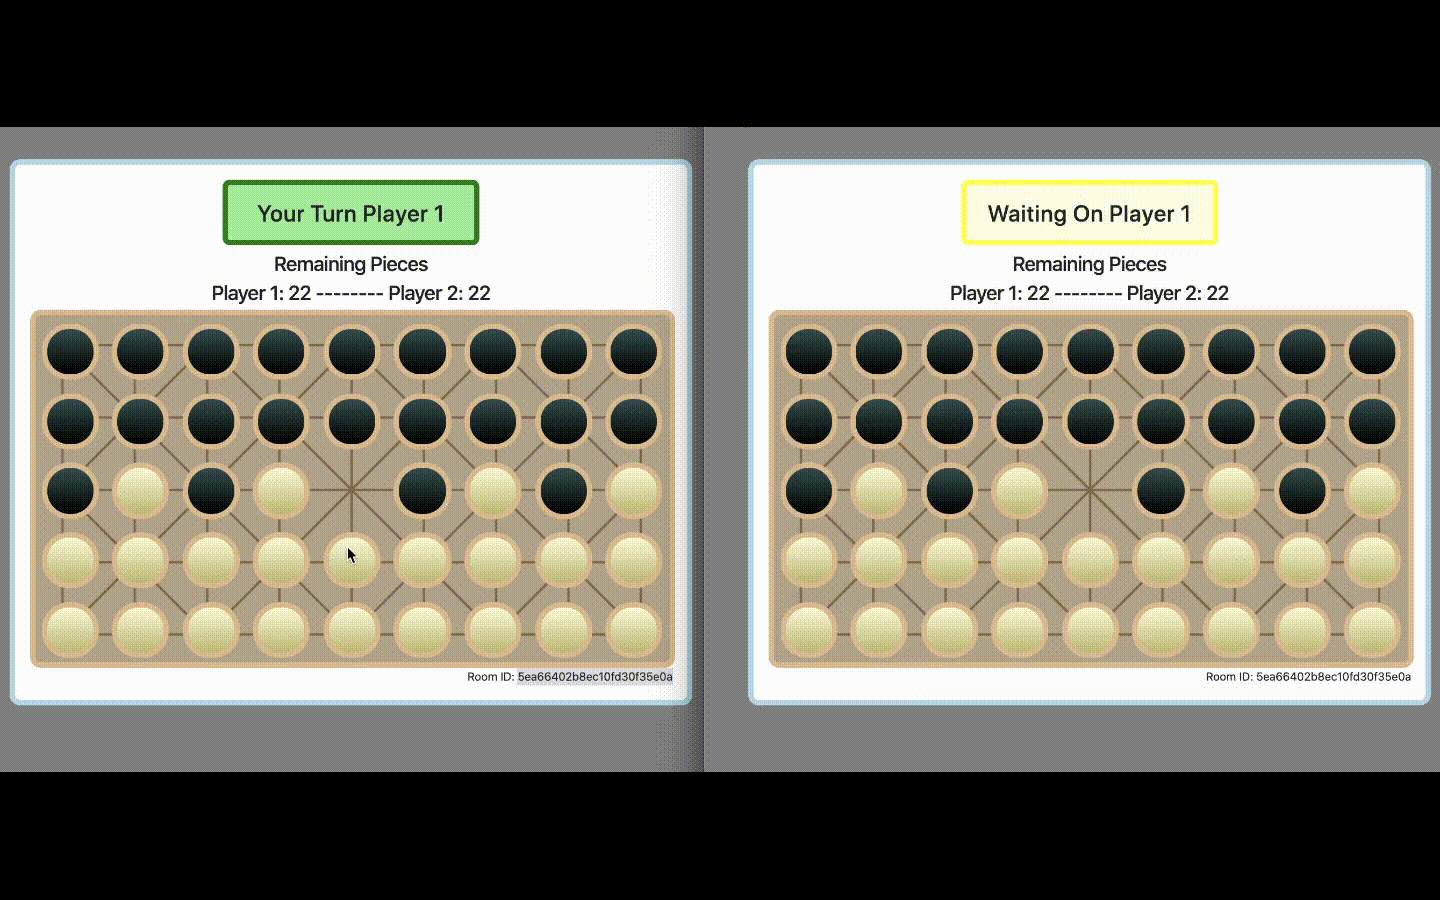 Your Turn Player 1
Remaining Pieces
Player 1: 22 -------- Player 2: 22
Room ID: 5ea66402b8ec10fd30f35e0a
Waiting On Player 1
Remaining Pieces
Player 1: 22 -------- Player 2: 22
Room ID: 5ea66402b8ec10fd30f35e0a